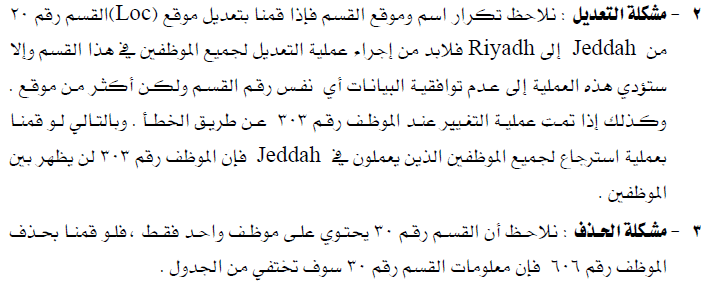 ٢ - مشكلة التعديل : نلاحظ تكرار اسم وموقع القسم فإذا قمنا بتعديل موقع (Loc)القسم رقم ٢٠
من Jeddah إلى Riyadh فلابد من إجراء عملية التعديل لجميع الموظفين في هذا القسم وإلا
ستؤدي هذه العملية إلى عدم توافقية البيانات أي نفس رقم القسم ولكن أكثر من موقع .
وكذلك إذا تمت عملية التغيير عند الموظف رقم ٣٠٣ عن طريق الخطأ . وبالتالي لو قمنا
بعملية استرجاع لجميع الموظفين الذين يعملون في Jeddah فإن الموظف رقم ٣٠٣ لن يظهر بين
الموظفين .
٣ - مشكلة الحذف : نلاحظ أن القسم رقم ٣٠ يحتوي على موظف واحد فقط ، فلو قمنا بحذف
الموظف رقم ٦٠٦ فإن معلومات القسم رقم ٣٠ سوف تختفي من الجدول .